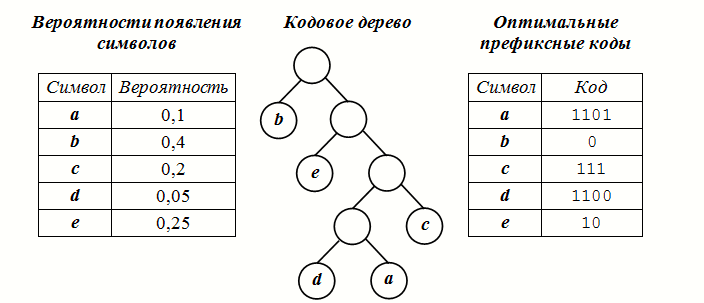 Вероятности появления символов
Кодовое дерево
Оптимальные префиксные коды
Символ Вероятность
a 0,1
b 0,4
c 0,2
d 0,05
e 0,25
b
e
c
d a
Символ Код
a 1101
b 0
c 111
d 1100
e 10